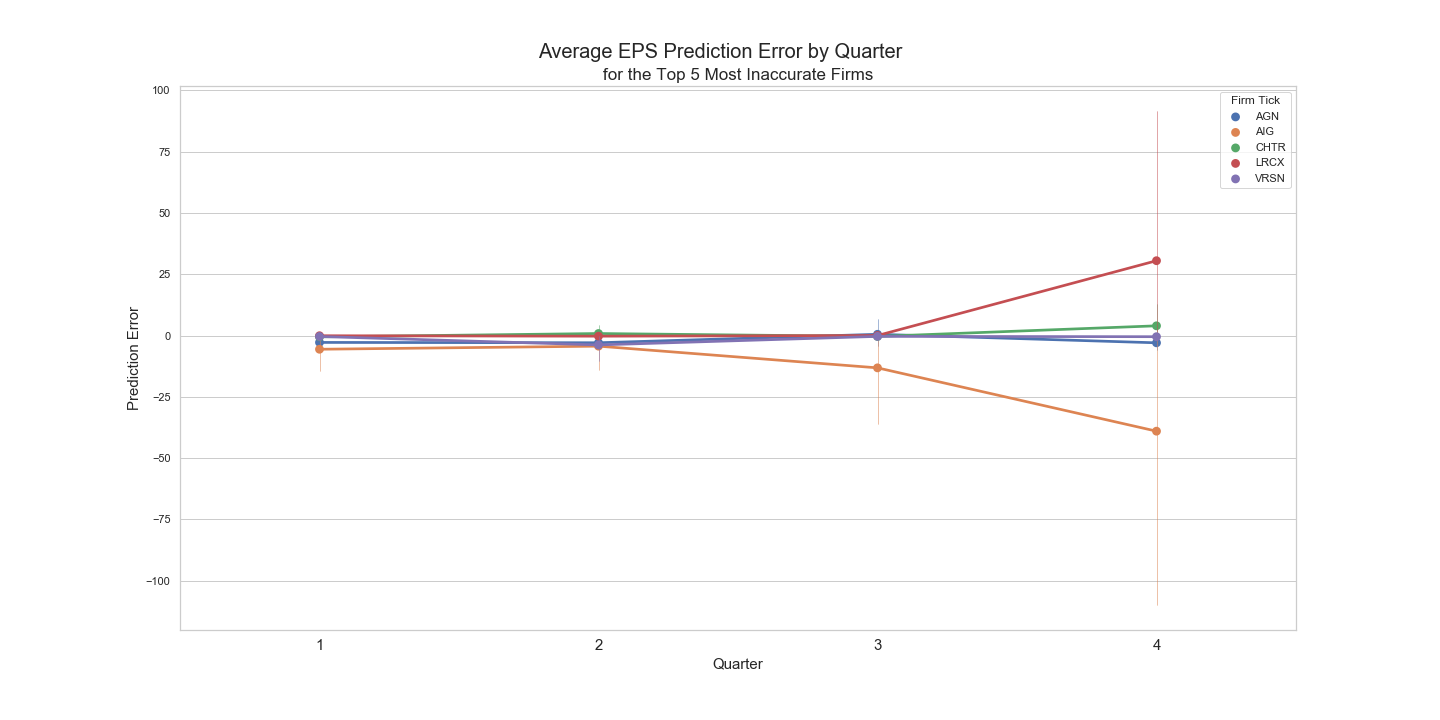 Average EPS Prediction Error by Quarter
for the Top 5 Most Inaccurate Firms
Firm Tick
AGN
AIG
CHTR
LRCX
VRSN
Prediction Error
100
75
50
25
0
−25
−50
−75
−100
1 2 3 4
Quarter